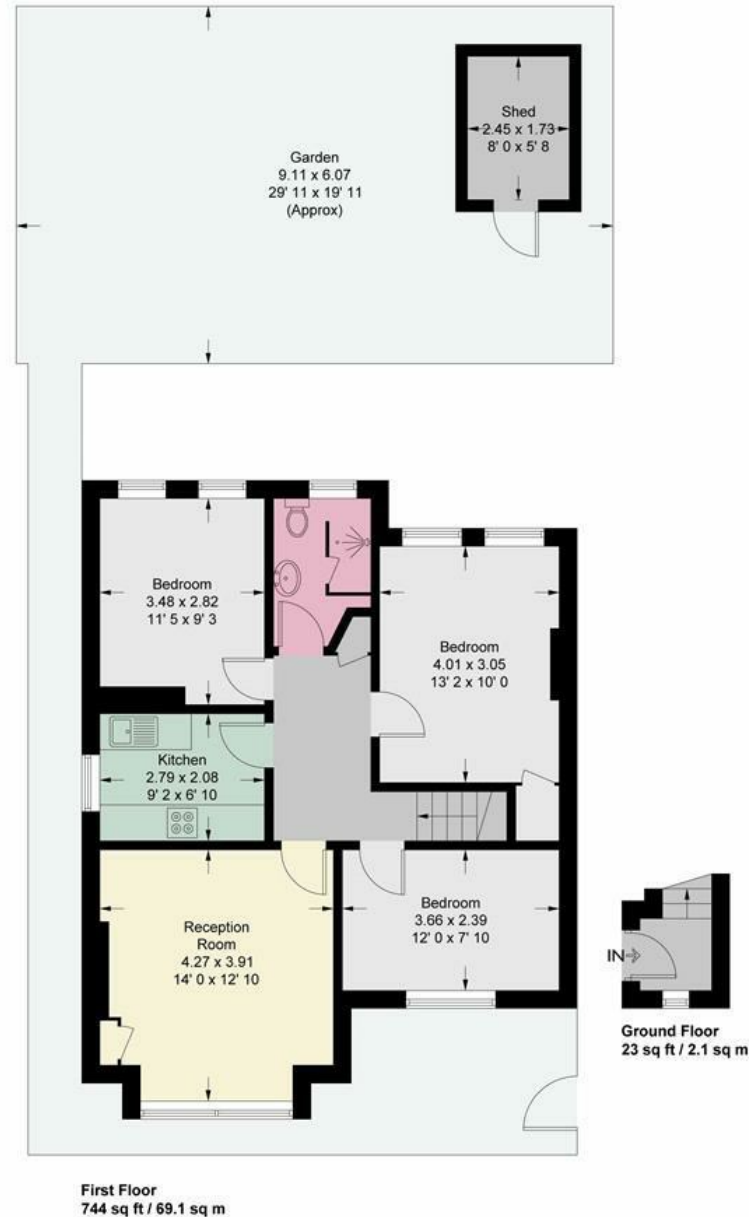 Shed
2.45 x 1.73
8' 0 x 5' 8
Garden
9.11 x 6.07
29' 11 x 19' 11
(Approx)
Bedroom
3.48 x 2.82
11' 5 x 9' 3
Bedroom
4.01 x 3.05
13' 2 x 10' 0
Kitchen
2.79 x 2.08
9' 2 x 6' 10
Reception
Room
4.27 x 3.91
14' 0 x 12' 10
Bedroom
3.66 x 2.39
12' 0 x 7' 10
IN
Ground Floor
23 sq ft / 2.1 sq m
First Floor
744 sq ft / 69.1 sq m